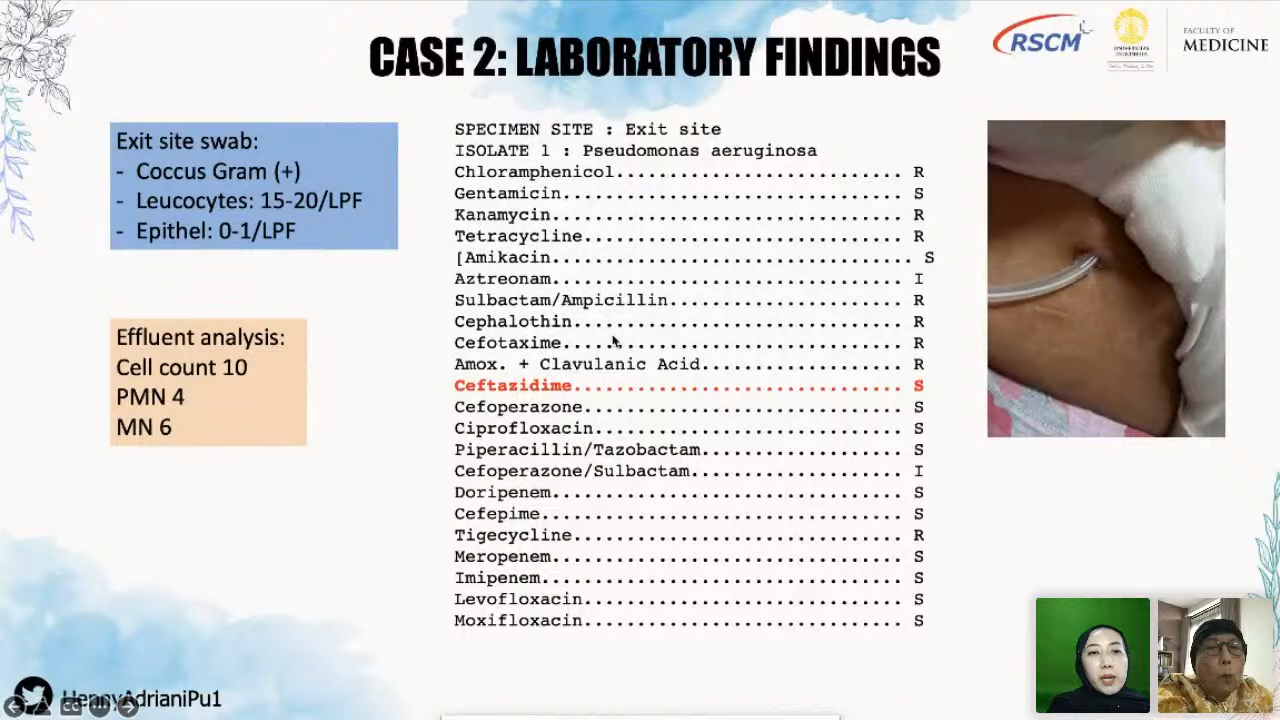 CASE 2: LABORATORY FINDINGS
RSCM
UNIVERSITAS
INDONESIA
FACULTY OF
MEDICINE
Exit site swab:
- Coccus Gram (+)
- Leucocytes: 15-20/LPF
- Epithel: 0-1/LPF
Effluent analysis:
Cell count 10
PMN 4
MN 6
SPECIMEN SITE : Exit site
ISOLATE 1 : Pseudomonas aeruginosa
Chloramphenicol........................... R
Gentamicin................................ S
Kanamycin................................. R
Tetracycline.............................. R
[Amikacin.................................. S
Aztreonam................................. I
Sulbactam/Ampicillin...................... R
Cephalothin............................... R
Cefotaxime................................ R
Amox. + Clavulanic Acid................... R
Ceftazidime............................... S
Cefoperazone.............................. S
Ciprofloxacin............................. S
Piperacillin/Tazobactam................... S
Cefoperazone/Sulbactam.................... I
Doripenem................................. S
Cefepime.................................. S
Tigecycline............................... R
Meropenem................................. S
Imipenem.................................. S
Levofloxacin.............................. S
Moxifloxacin.............................. S
HennyAdrianiPu1